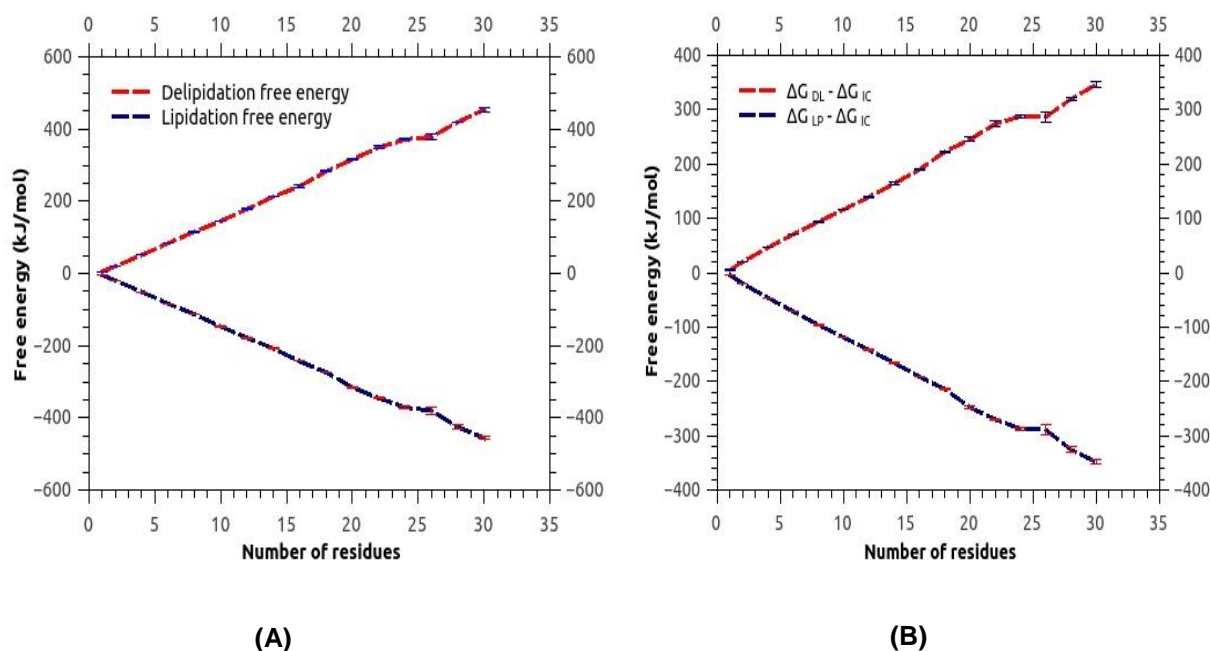 0 5 10 15 20 25 30 35
600 600
400 400
200 200
0 0
−200 −200
−400 −400
−600 −600
0 5 10 15 20 25 30 35
Free energy (kJ/mol)
Number of residues
Delipidation free energy
Lipidation free energy
(A)
0 5 10 15 20 25 30 35
400 400
300 300
200 200
100 100
0 0
−100 −100
−200 −200
−300 −300
−400 −400
0 5 10 15 20 25 30 35
Free energy (kJ/mol)
Number of residues
ΔG DL - ΔG IC
ΔG LP - ΔG IC
(B)